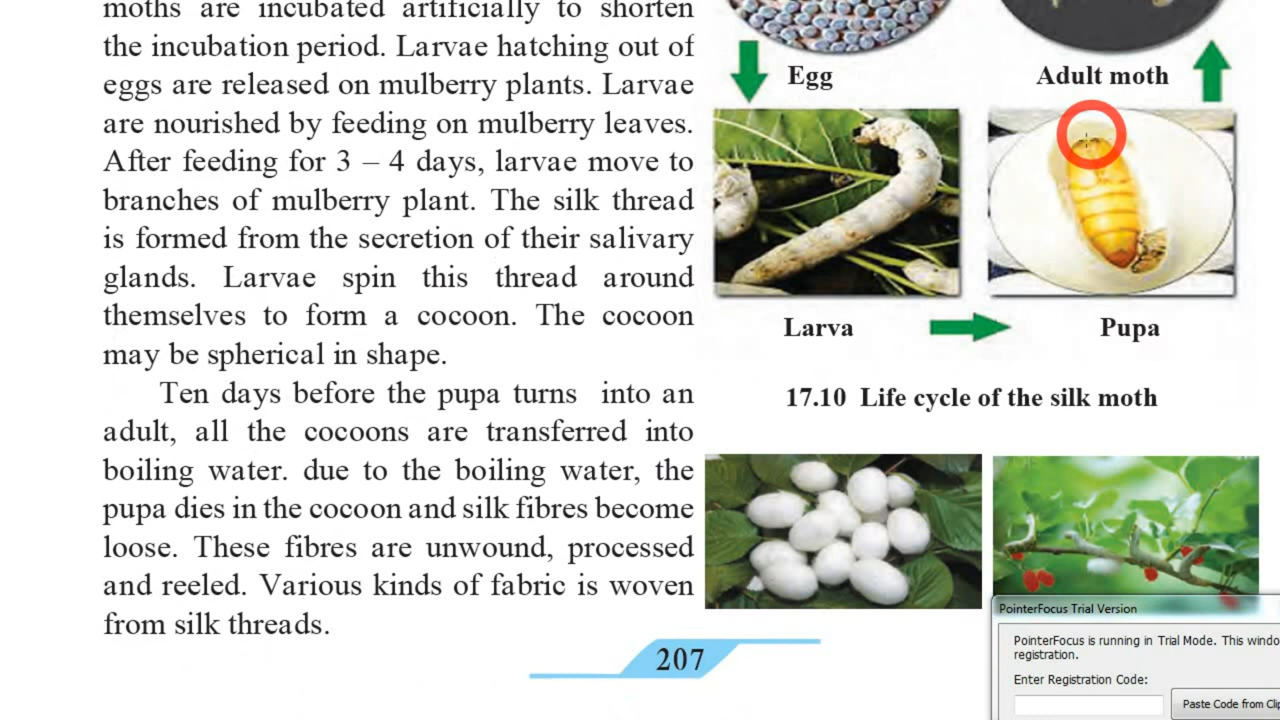 moths are incubated artificially to shorten
the incubation period. Larvae hatching out of
eggs are released on mulberry plants. Larvae
are nourished by feeding on mulberry leaves.
After feeding for 3 – 4 days, larvae move to
branches of mulberry plant. The silk thread
is formed from the secretion of their salivary
glands. Larvae spin this thread around
themselves to form a cocoon. The cocoon
may be spherical in shape.
Ten days before the pupa turns into an
adult, all the cocoons are transferred into
boiling water. due to the boiling water, the
pupa dies in the cocoon and silk fibres become
loose. These fibres are unwound, processed
and reeled. Various kinds of fabric is woven
from silk threads.
Egg
Adult moth
Larva
Pupa
17.10 Life cycle of the silk moth
207
PointerFocus Trial Version
PointerFocus is running in Trial Mode. This windo
registration.
Enter Registration Code:
Paste Code from Clip